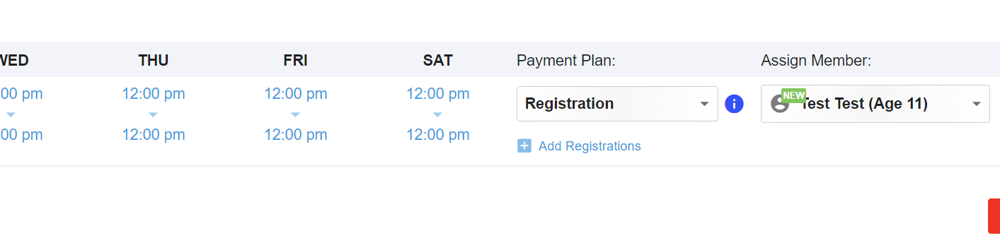 WED THU FRI SAT Payment Plan: Assign Member:
00 pm 12:00 pm 12:00 pm 12:00 pm
Registration i NEW Test Test (Age 11)
00 pm 12:00 pm 12:00 pm 12:00 pm
Add Registrations